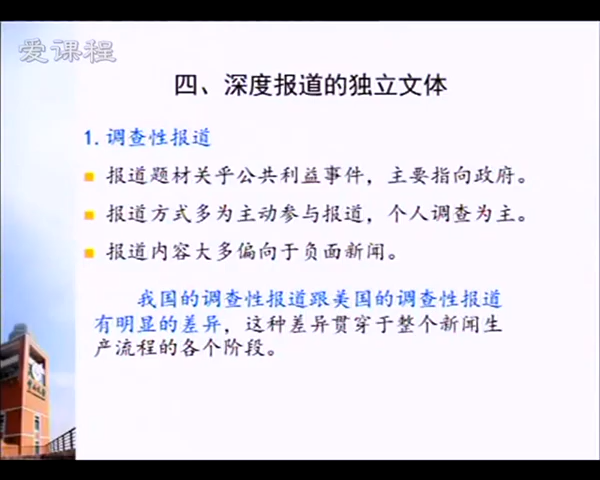 爱课程
四、深度报道的独立文体
1.调查性报道
报道题材关乎公共利益事件，主要指向政府。
报道方式多为主动参与报道，个人调查为主。
报道内容大多偏向于负面新闻。
我国的调查性报道跟美国的调查性报道
有明显的差异，这种差异贯穿于整个新闻生
产流程的各个阶段。